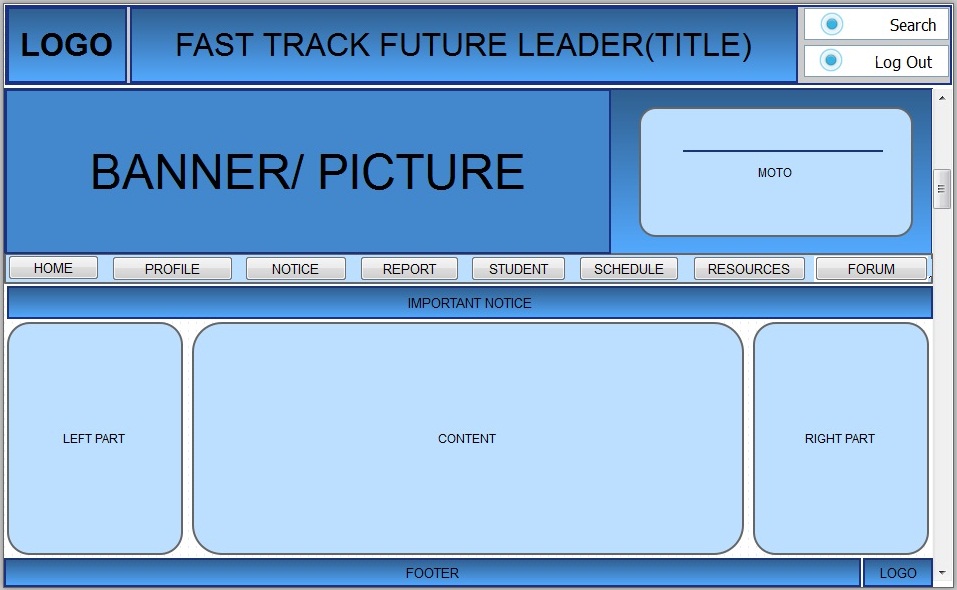 LOGO
FAST TRACK FUTURE LEADER(TITLE)
Search
Log Out
BANNER/ PICTURE
MOTO
HOME
PROFILE
NOTICE
REPORT
STUDENT
SCHEDULE
RESOURCES
FORUM
IMPORTANT NOTICE
LEFT PART
CONTENT
RIGHT PART
FOOTER
LOGO